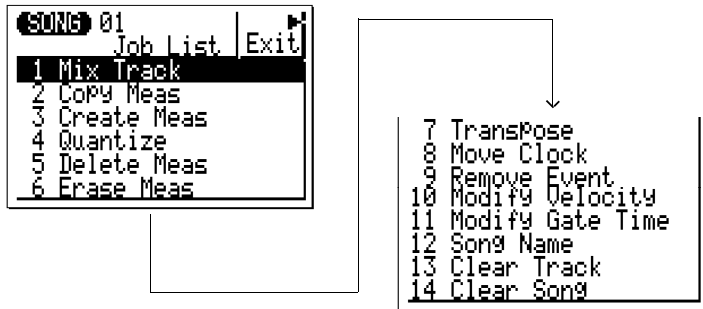 SONG 01
Job List Exit
1 Mix Track
2 Copy Meas
3 Create Meas
4 Quantize
5 Delete Meas
6 Erase Meas
7 Transpose
8 Move Clock
9 Remove Event
10 Modify Velocity
11 Modify Gate Time
12 Song Name
13 Clear Track
14 Clear Song